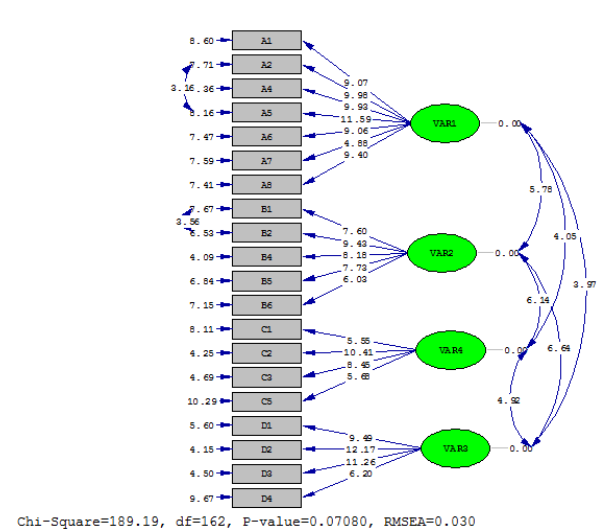 8.60 A1
7.71 A2
9.07
3.16 8.36 A4
9.98
9.93
8.16 A5
11.59
VAR1 0.00
7.47 A6
9.06
7.59 A7
4.88
9.40
7.41 A8
5.78
7.67 B1
3.56
7.60
6.53 B2
9.43
4.05
4.09 B4
8.18
VAR2 0.00
6.84 B5
7.73
3.97
6.03
7.15 B6
6.14
8.11 C1
5.55
4.25 C2
10.41
VAR4 0.00
6.64
8.45
4.69 C3
5.68
10.29 C5
4.92
5.60 D1
9.49
4.15 D2
12.17
VAR3 0.00
11.26
4.50 D3
6.20
9.67 D4
Chi-Square=189.19, df=162, P-value=0.07080, RMSEA=0.030